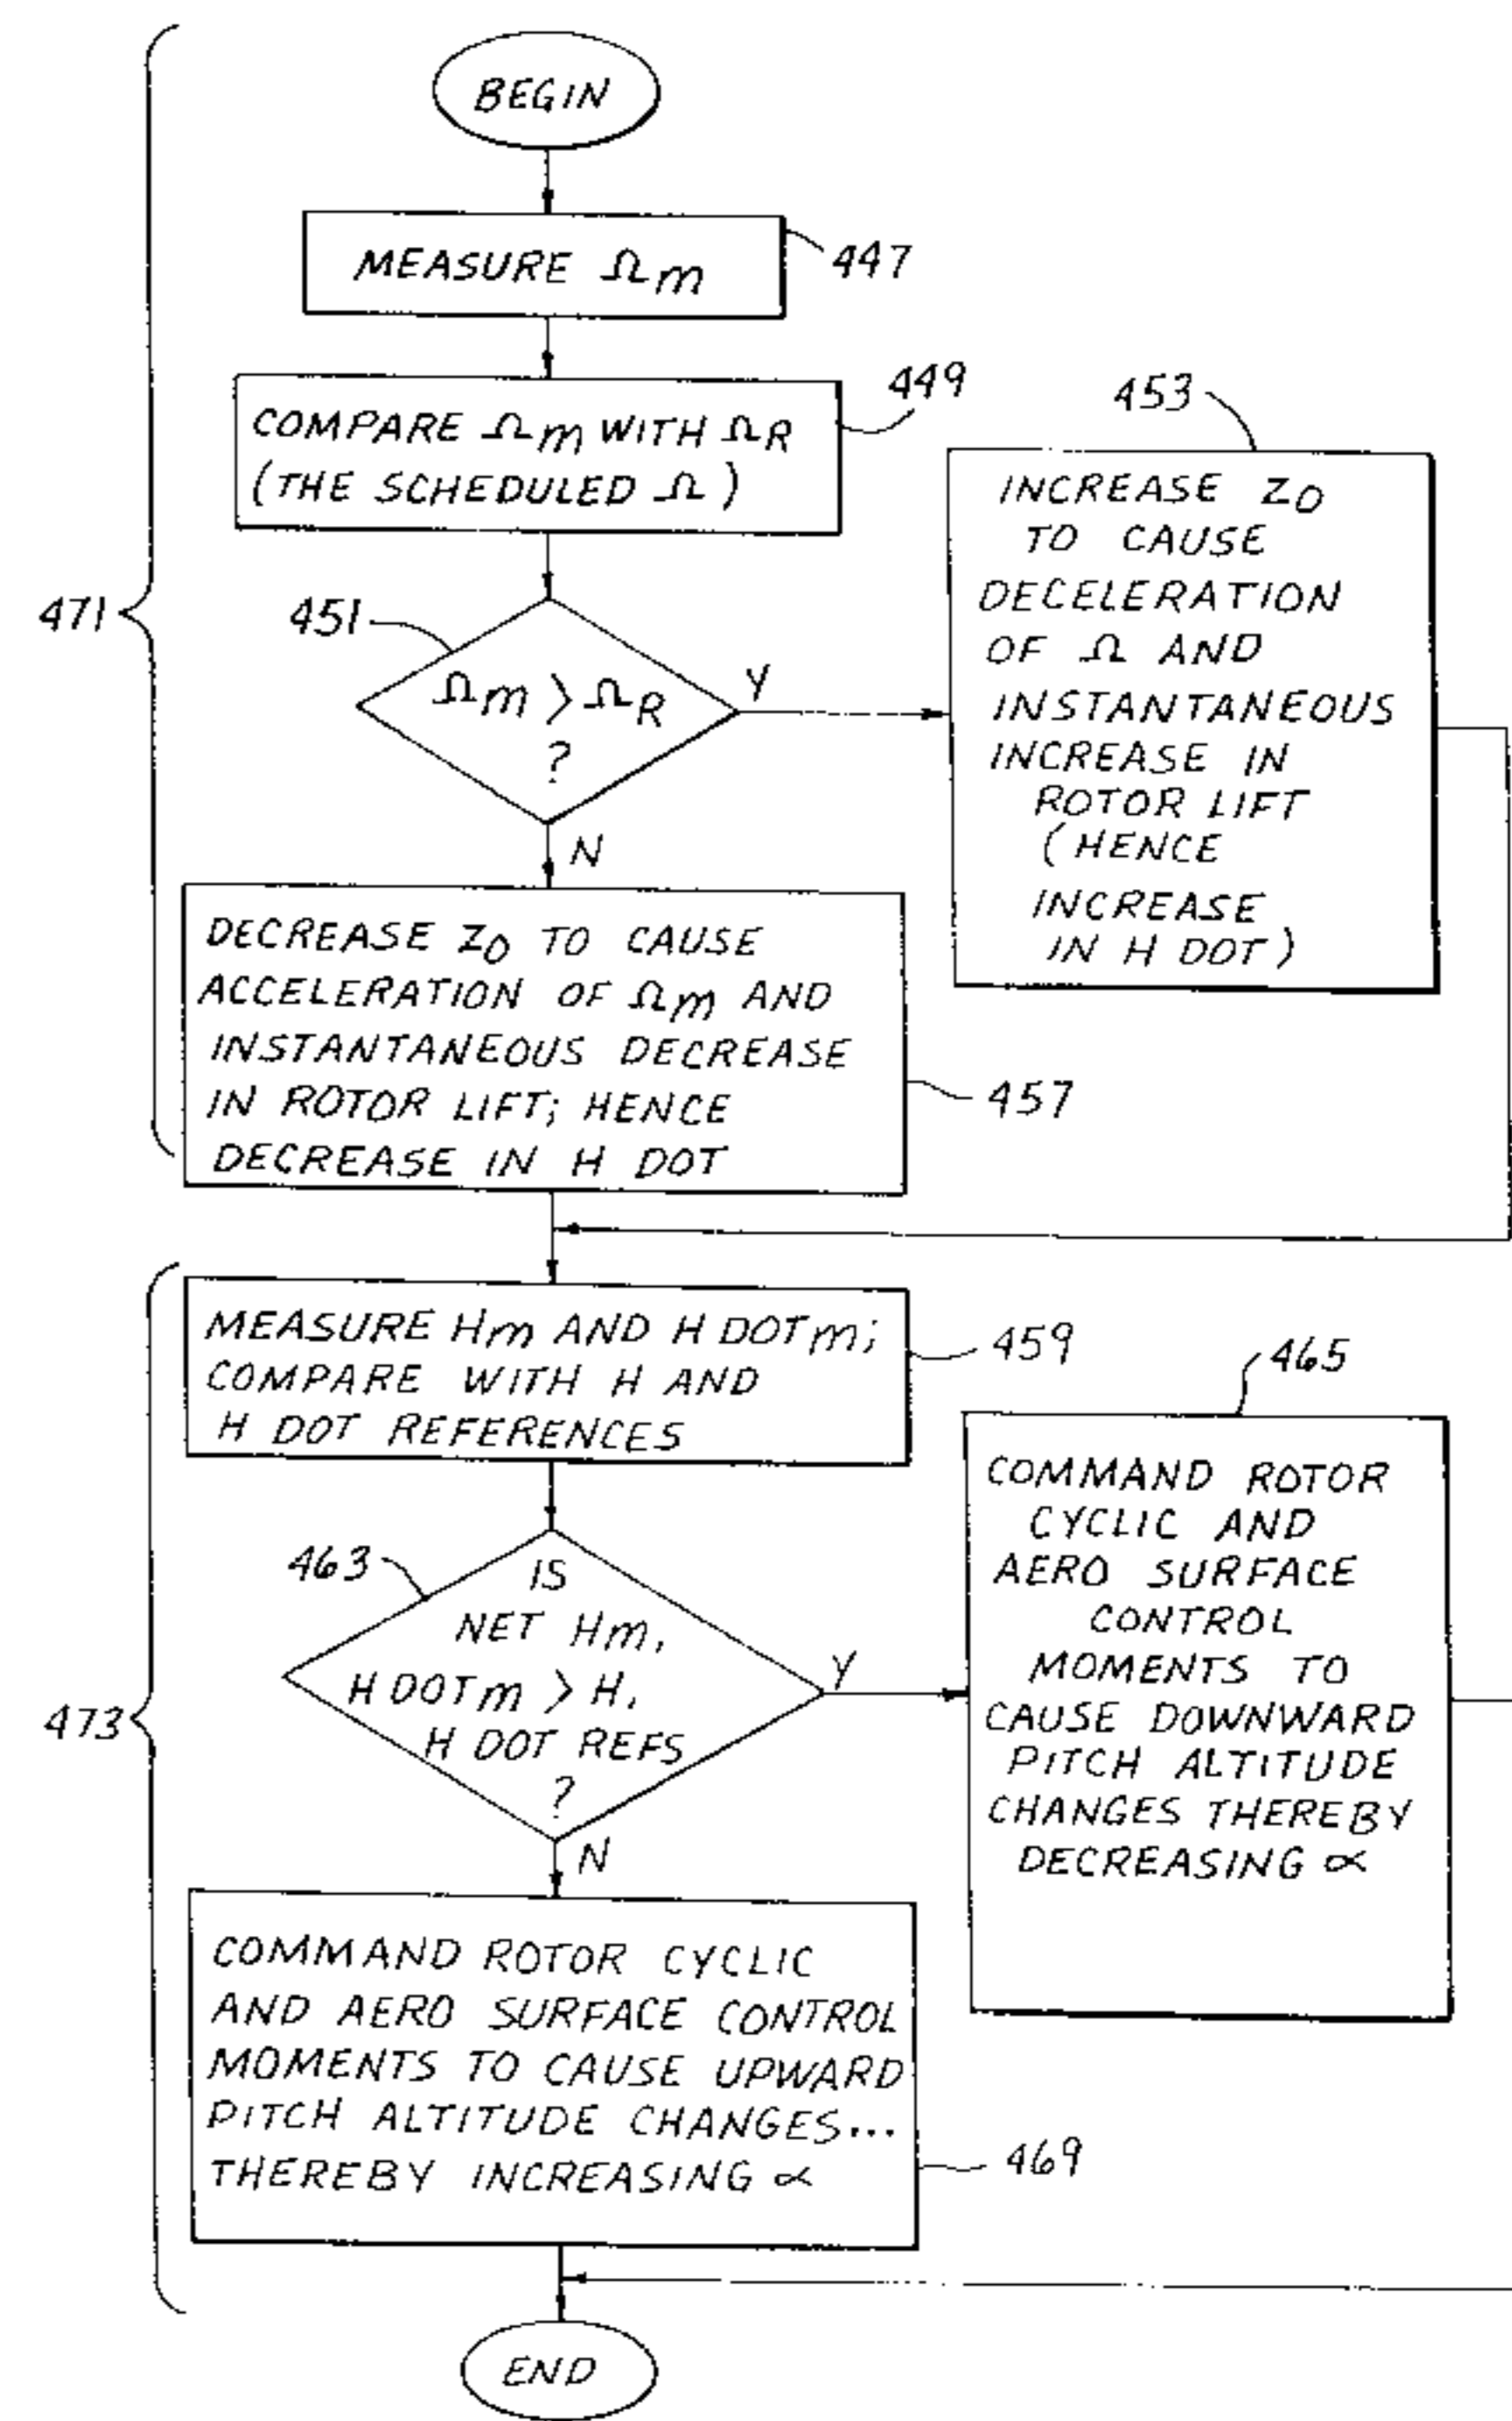 BEGIN
MEASURE Ωm
447
COMPARE Ωm WITH ΩR
(THE SCHEDULED Ω)
449
451
Ωm > ΩR
?
Y
N
453
INCREASE Z0
TO CAUSE
DECELERATION
OF Ω AND
INSTANTANEOUS
INCREASE IN
ROTOR LIFT
(HENCE
INCREASE
IN H DOT)
471
DECREASE Z0 TO CAUSE
ACCELERATION OF Ωm AND
INSTANTANEOUS DECREASE
IN ROTOR LIFT; HENCE
DECREASE IN H DOT
457
MEASURE Hm AND H DOTm;
COMPARE WITH H AND
H DOT REFERENCES
459
463
IS
NET Hm,
H DOTm > H,
H DOT REFS
?
Y
N
465
COMMAND ROTOR
CYCLIC AND
AERO SURFACE
CONTROL
MOMENTS TO
CAUSE DOWNWARD
PITCH ALTITUDE
CHANGES THEREBY
DECREASING ∝
473
COMMAND ROTOR CYCLIC
AND AERO SURFACE CONTROL
MOMENTS TO CAUSE UPWARD
PITCH ALTITUDE CHANGES...
THEREBY INCREASING ∝
469
END